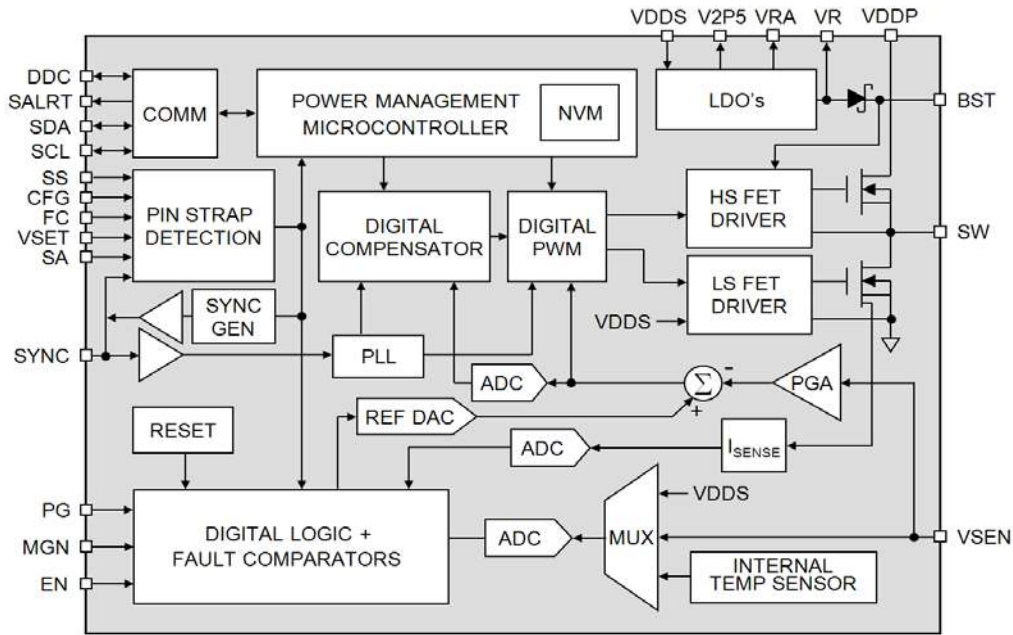 VDDS V2P5 VRA VR VDDP
DDC
SALRT
SDA
SCL
SS
CFG
FC
VSET
SA
SYNC
PG
MGN
EN
COMM
POWER MANAGEMENT
MICROCONTROLLER
NVM
LDO's
BST
PIN STRAP
DETECTION
DIGITAL
COMPENSATOR
DIGITAL
PWM
HS FET
DRIVER
SW
LS FET
DRIVER
VDDS
SYNC
GEN
PLL
ADC
Σ
-
+
PGA
REF DAC
RESET
ADC
ISENSE
DIGITAL LOGIC +
FAULT COMPARATORS
ADC
MUX
VDDS
VSEN
INTERNAL
TEMP SENSOR